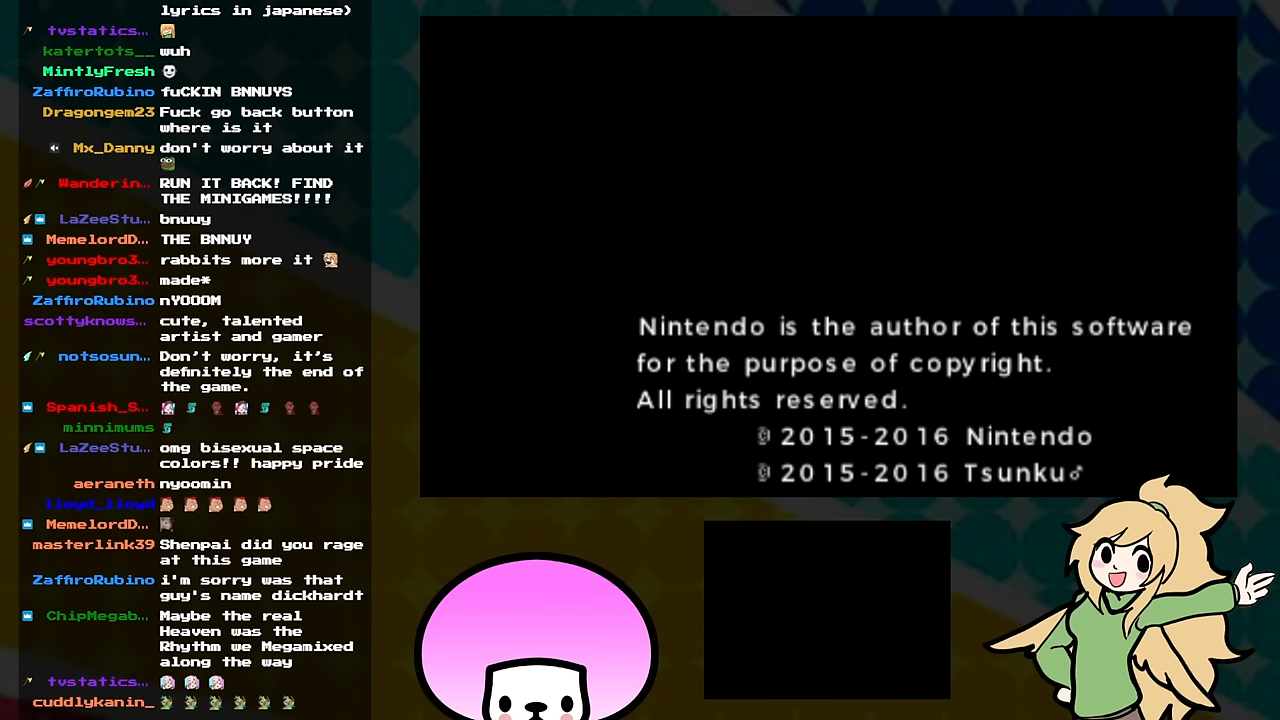 lyrics in japanese)
tvstatics...
katertots__ wuh
MintlyFresh
ZaffiroRubino fuCKIN BNNUYS
Dragongem23 Fuck go back button
where is it
Mx_Danny don't worry about it
Wanderin... RUN IT BACK! FIND
THE MINIGAMES!!!!
LaZeeStu... bnuuy
MemelordD... THE BNNUY
youngbro3... rabbits more it
youngbro3... made*
ZaffiroRubino nYOOOM
scottyknows... cute, talented
artist and gamer
notsosun... Don't worry, it's
definitely the end of
the game.
Spanish_S...
minnimums
LaZeeStu... omg bisexual space
colors!! happy pride
aeraneth nyoomin
lloyd_lloyd
MemelordD...
masterlink39 Shenpai did you rage
at this game
ZaffiroRubino i'm sorry was that
guy's name dickhardt
ChipMegab... Maybe the real
Heaven was the
Rhythm we Megamixed
along the way
tvstatics...
cuddlykanin_
Nintendo is the author of this software
for the purpose of copyright.
All rights reserved.
© 2015-2016 Nintendo
© 2015-2016 Tsunku♂